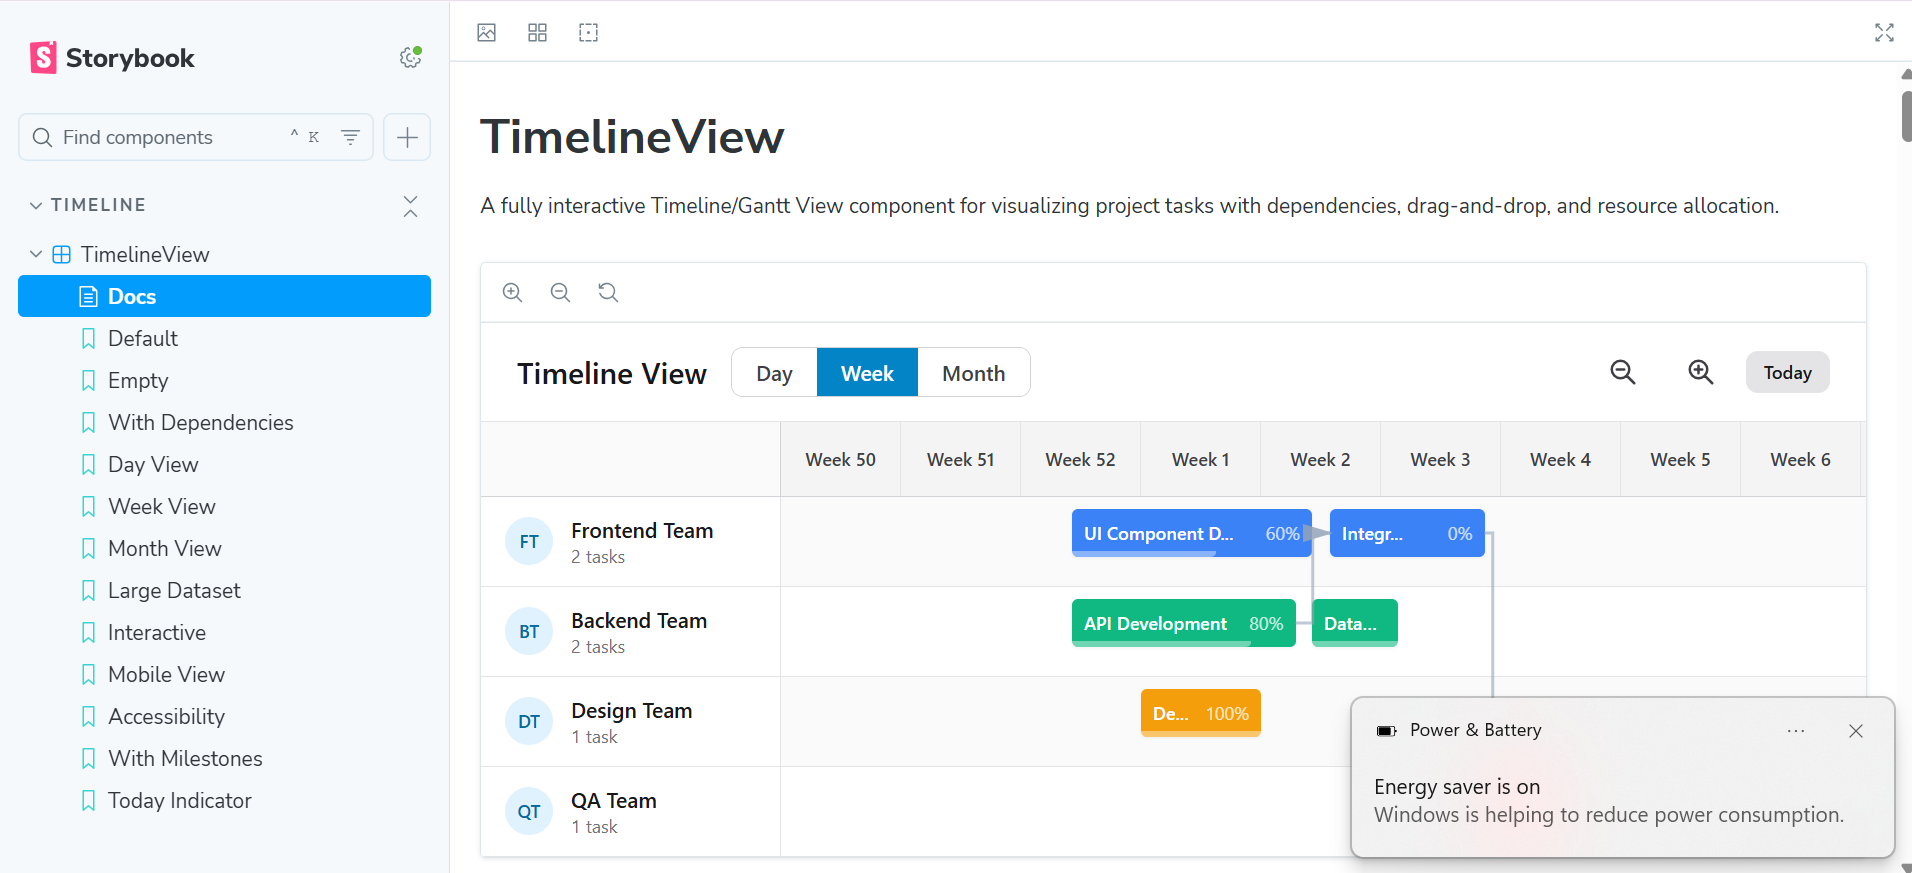 Storybook
Find components
^ K
TIMELINE
TimelineView
Docs
Default
Empty
With Dependencies
Day View
Week View
Month View
Large Dataset
Interactive
Mobile View
Accessibility
With Milestones
Today Indicator
TimelineView
A fully interactive Timeline/Gantt View component for visualizing project tasks with dependencies, drag-and-drop, and resource allocation.
Timeline View
Day Week Month
Today
Week 50 Week 51 Week 52 Week 1 Week 2 Week 3 Week 4 Week 5 Week 6
FT Frontend Team
2 tasks
UI Component D... 60% Integr... 0%
BT Backend Team
2 tasks
API Development 80% Data...
DT Design Team
1 task
De... 100%
QT QA Team
1 task
Power & Battery
Energy saver is on
Windows is helping to reduce power consumption.